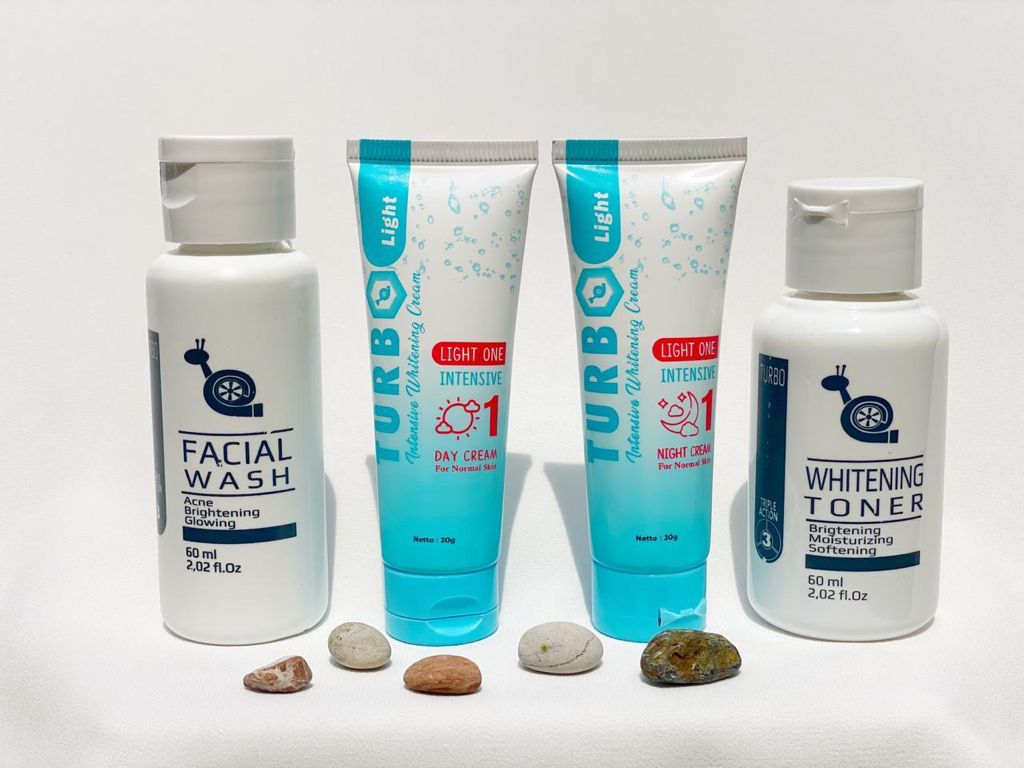 FACIAL
WASH
Acne
Brightening
Glowing
60 ml
2,02 fl.Oz
Light
TURBO
Intensive Whitening Cream
LIGHT ONE
INTENSIVE
1
DAY CREAM
For Normal Skin
Netto : 20g
Light
TURBO
Intensive Whitening Cream
LIGHT ONE
INTENSIVE
1
NIGHT CREAM
For Normal Skin
Netto : 20g
TURBO
TRIPLE
ACTION
3
WHITENING
TONER
Brigtening
Moisturizing
Softening
60 ml
2,02 fl.Oz